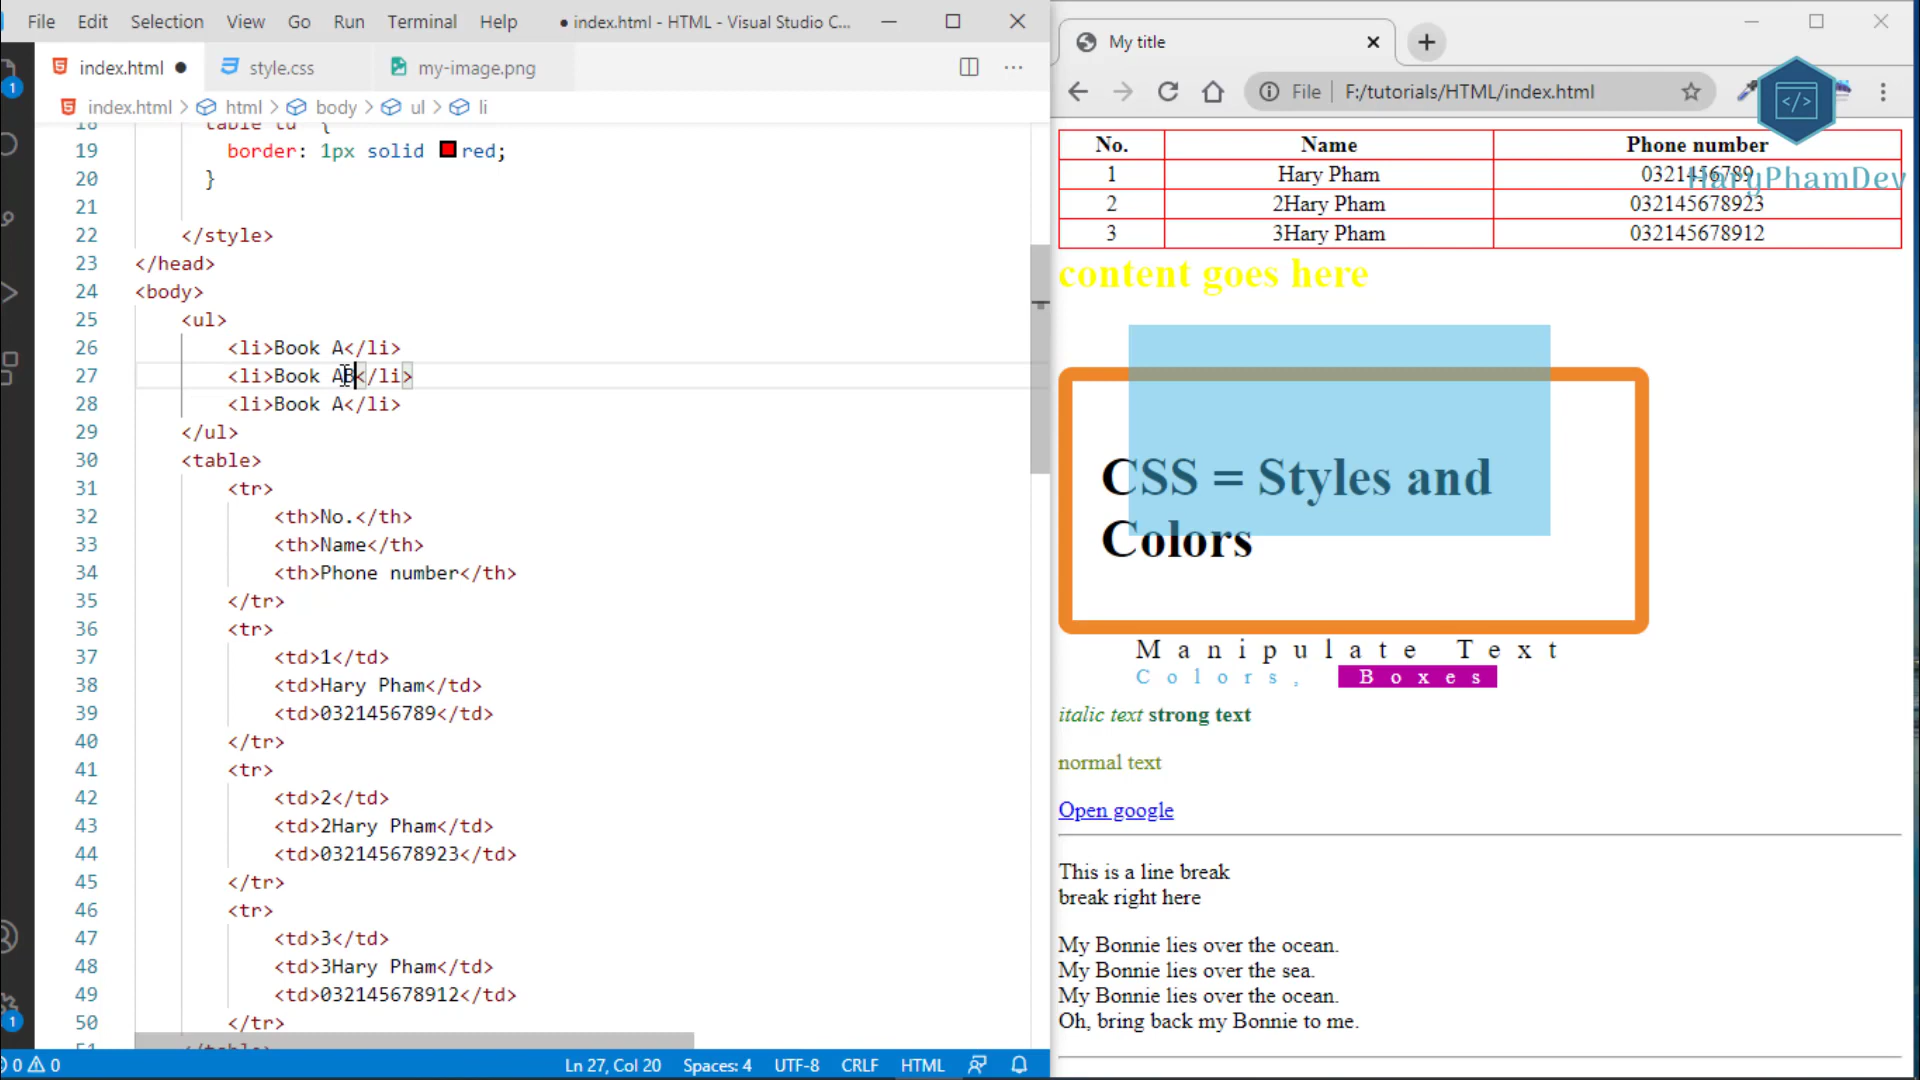 File Edit Selection View Go Run Terminal Help ● index.html - HTML - Visual Studio C...
index.html ● style.css my-image.png ...
index.html > html > body > ul > li
18 table td {
19 border: 1px solid red;
20 }
21
22 </style>
23 </head>
24 <body>
25 <ul>
26 <li>Book A</li>
27 <li>Book AB</li>
28 <li>Book A</li>
29 </ul>
30 <table>
31 <tr>
32 <th>No.</th>
33 <th>Name</th>
34 <th>Phone number</th>
35 </tr>
36 <tr>
37 <td>1</td>
38 <td>Hary Pham</td>
39 <td>0321456789</td>
40 </tr>
41 <tr>
42 <td>2</td>
43 <td>2Hary Pham</td>
44 <td>032145678923</td>
45 </tr>
46 <tr>
47 <td>3</td>
48 <td>3Hary Pham</td>
49 <td>032145678912</td>
50 </tr>
51 </table>
1
1
0 0 Ln 27, Col 20 Spaces: 4 UTF-8 CRLF HTML
My title
File | F:/tutorials/HTML/index.html
</>
HaryPhamDev
No. Name Phone number
1 Hary Pham 0321456789
2 2Hary Pham 032145678923
3 3Hary Pham 032145678912
content goes here
CSS = Styles and
Colors
Manipulate Text
Colors, Boxes
italic text strong text
normal text
Open google
This is a line break
break right here
My Bonnie lies over the ocean.
My Bonnie lies over the sea.
My Bonnie lies over the ocean.
Oh, bring back my Bonnie to me.